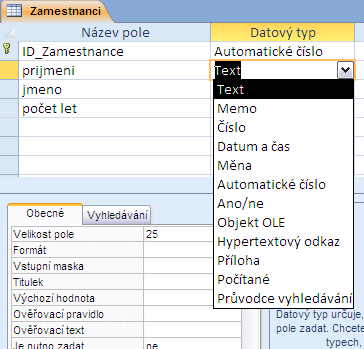 Zamestnanci
Název pole Datový typ
ID_Zamestnance Automatické číslo
prijmeni Text
jmeno Text
počet let Memo
Číslo
Datum a čas
Měna
Automatické číslo
Ano/ne
Objekt OLE
Hypertextový odkaz
Příloha
Počítané
Průvodce vyhledávání
Obecné Vyhledávání
Velikost pole 25
Formát
Vstupní maska
Titulek
Výchozí hodnota
Ověřovací pravidlo
Ověřovací text
Je nutno zadat ne
Datový typ určuje,
pole zadat. Chcete
typech,